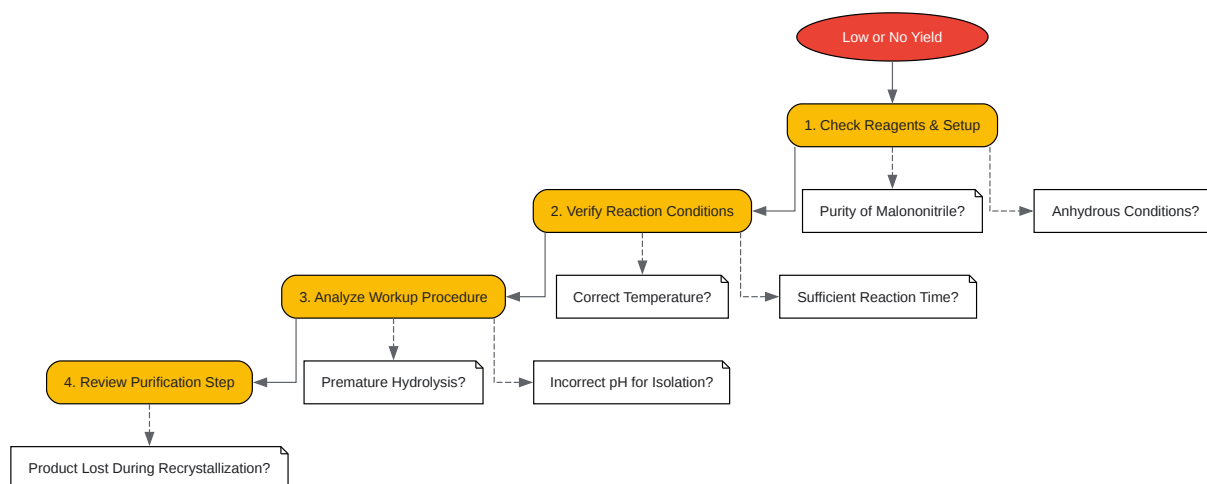 Low or No Yield
1. Check Reagents & Setup
2. Verify Reaction Conditions
Purity of Malononitrile?
Anhydrous Conditions?
3. Analyze Workup Procedure
Correct Temperature?
Sufficient Reaction Time?
4. Review Purification Step
Premature Hydrolysis?
Incorrect pH for Isolation?
Product Lost During Recrystallization?